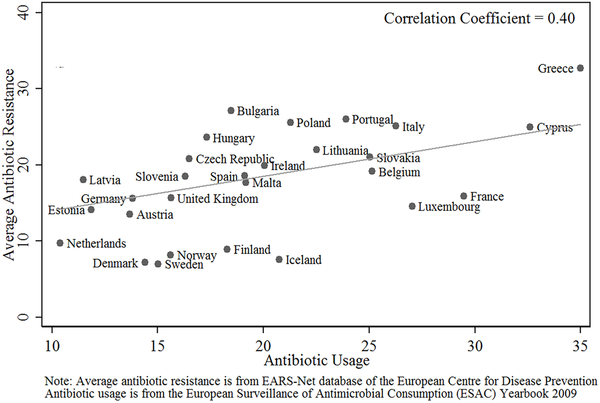 Correlation Coefficient = 0.40
Average Antibiotic Resistance
40
30
20
10
0
Greece
Bulgaria
Poland
Portugal
Italy
Cyprus
Hungary
Lithuania
Czech Republic
Ireland
Slovakia
Latvia
Slovenia
Spain
Malta
Belgium
Germany
United Kingdom
France
Estonia
Austria
Luxembourg
Netherlands
Denmark
Sweden
Norway
Finland
Iceland
10 15 20 25 30 35
Antibiotic Usage
Note: Average antibiotic resistance is from EARS-Net database of the European Centre for Disease Prevention
Antibiotic usage is from the European Surveillance of Antimicrobial Consumption (ESAC) Yearbook 2009